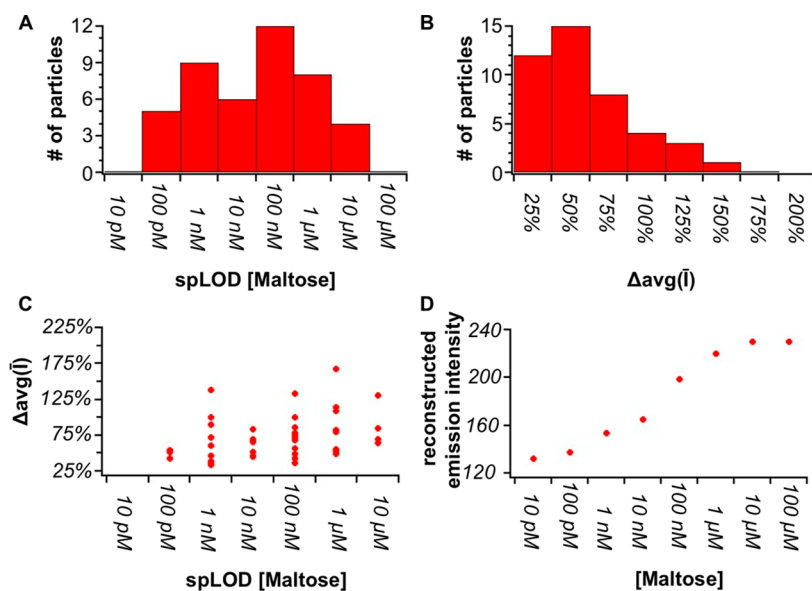 A
# of particles
12
9
6
3
0
10 pM
100 pM
1 nM
10 nM
100 nM
1 µM
10 µM
100 µM
spLOD [Maltose]
B
# of particles
15
10
5
0
25%
50%
75%
100%
125%
150%
175%
200%
Δavg(Ī)
C
Δavg(Ī)
225%
175%
125%
75%
25%
10 pM
100 pM
1 nM
10 nM
100 nM
1 µM
10 µM
spLOD [Maltose]
D
reconstructed
emission intensity
240
200
160
120
10 pM
100 pM
1 nM
10 nM
100 nM
1 µM
10 µM
100 µM
[Maltose]